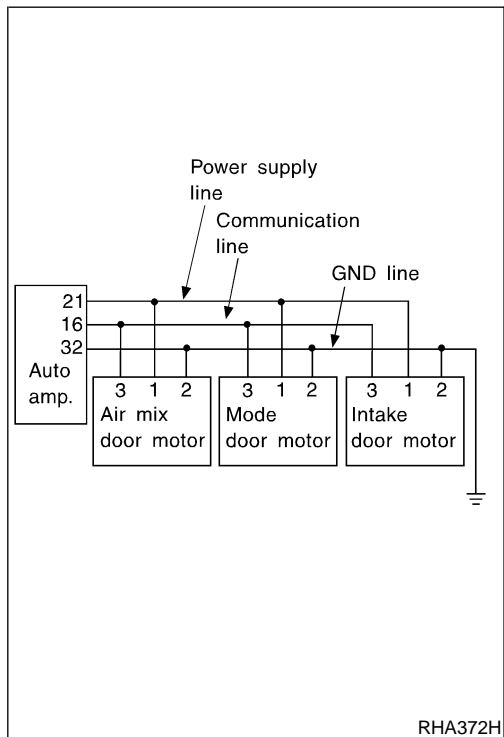 Power supply
line
Communication
line
GND line
21
16
32
Auto
amp.
3 1 2
Air mix
door motor
3 1 2
Mode
door motor
3 1 2
Intake
door motor
RHA372H